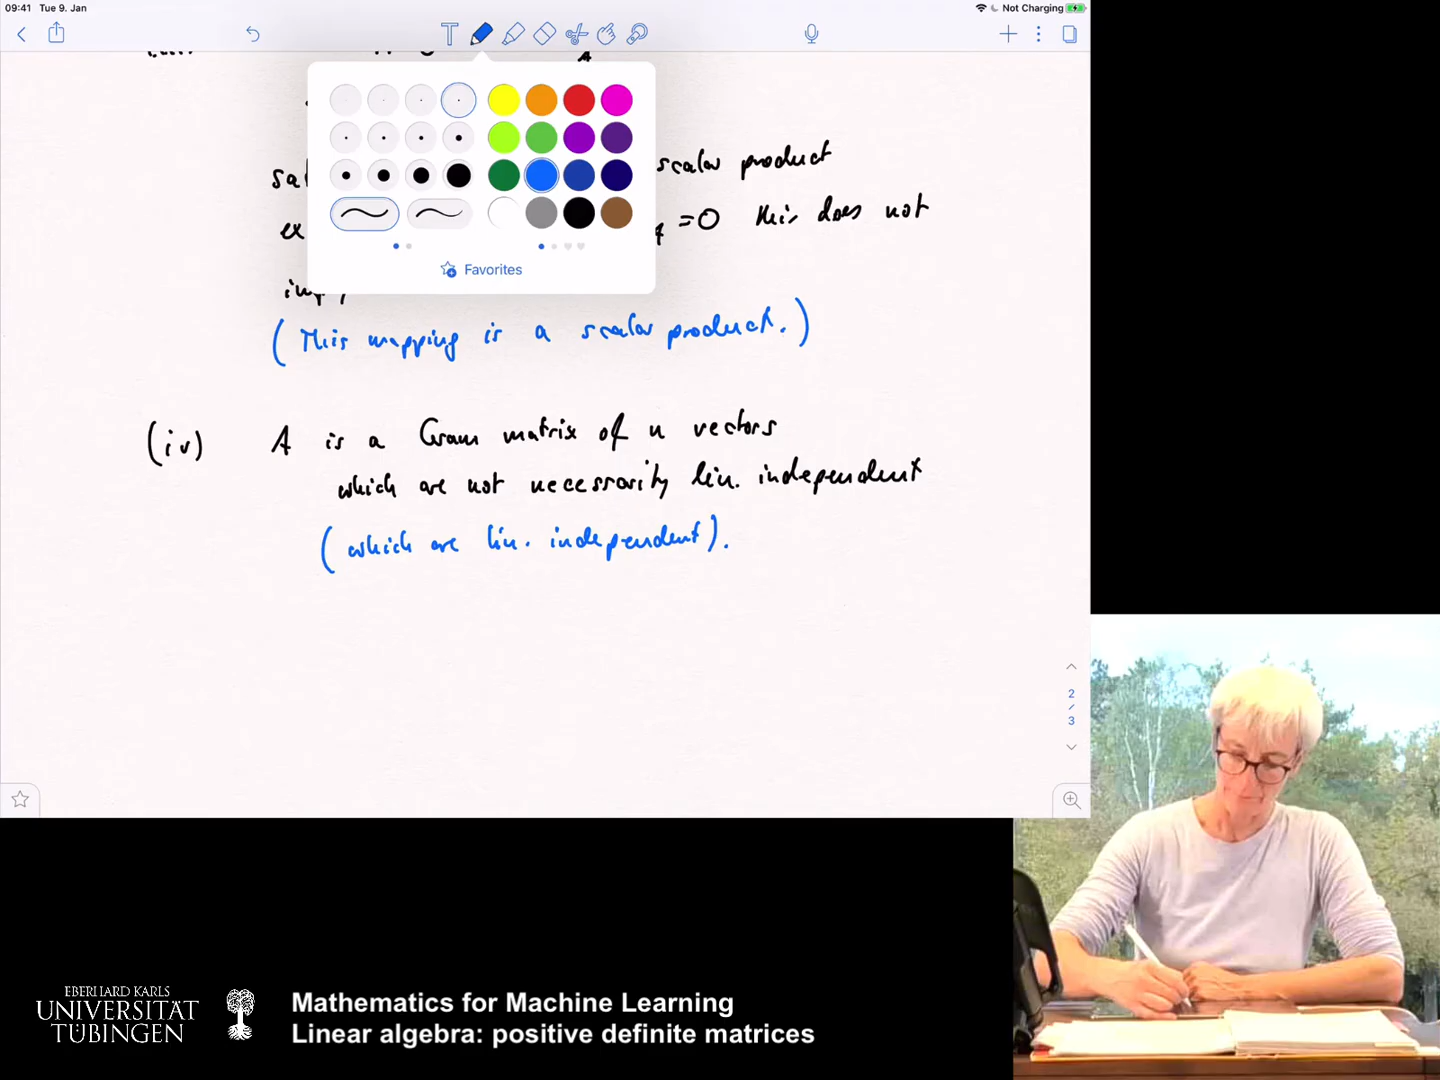 09:41 Tue 9. Jan
Not Charging
T
scalar product
= 0 this does not
Favorites
(This mapping is a scalar product.)
(iv) A is a Gram matrix of n vectors
which are not necessarity lin. independent
(which are lin. independent).
2
/
3
EBERHARD KARLS
UNIVERSITÄT
TÜBINGEN
Mathematics for Machine Learning
Linear algebra: positive definite matrices